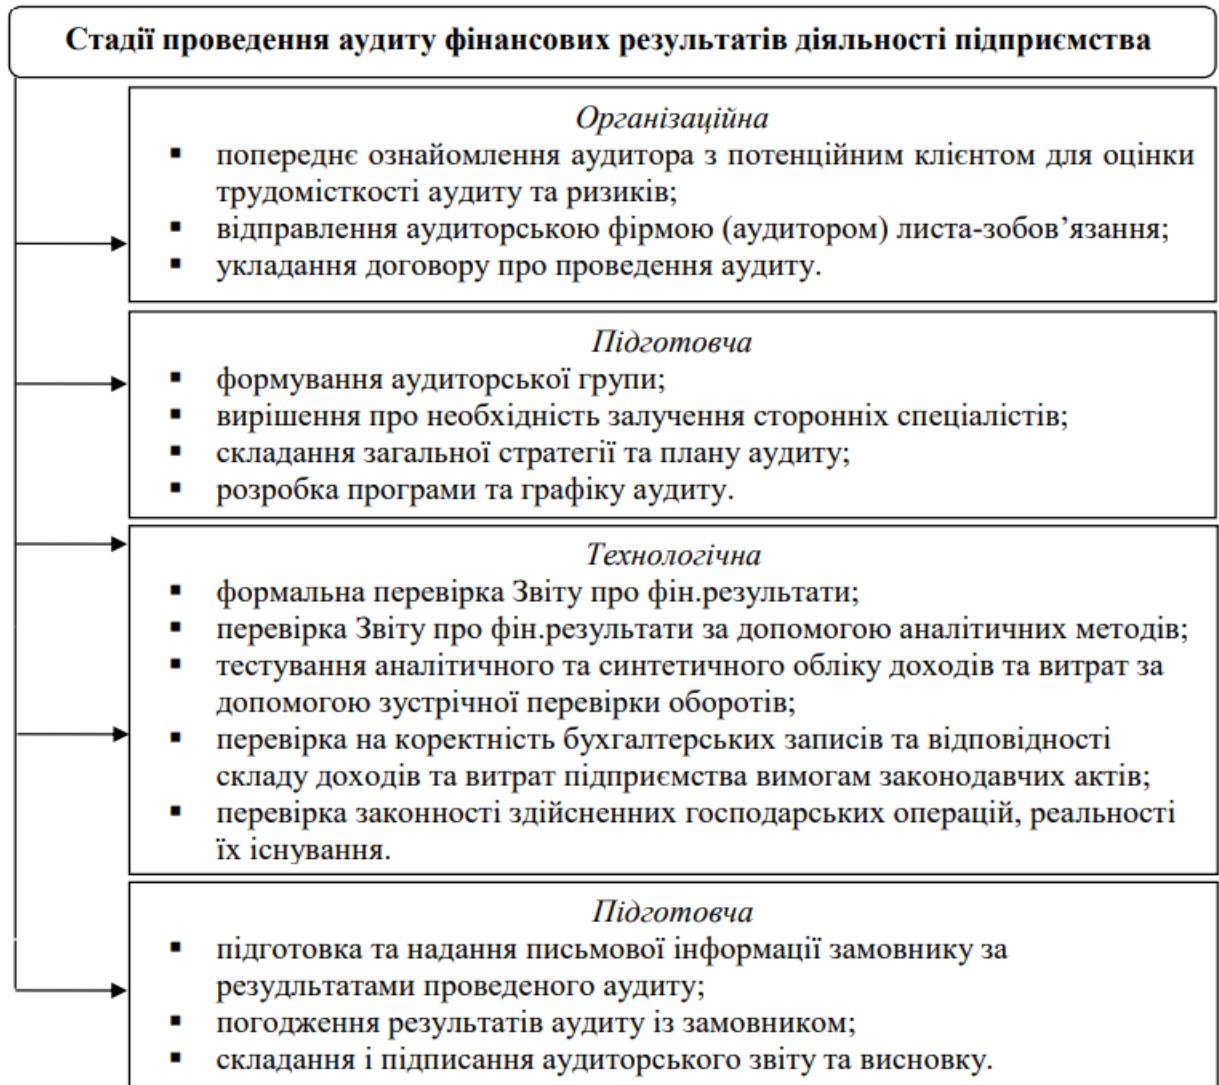 Стадії проведення аудиту фінансових результатів діяльності підприємства
Організаційна
▪ попереднє ознайомлення аудитора з потенційним клієнтом для оцінки
трудомісткості аудиту та ризиків;
▪ відправлення аудиторською фірмою (аудитором) листа-зобов’язання;
▪ укладання договору про проведення аудиту.
Підготовча
▪ формування аудиторської групи;
▪ вирішення про необхідність залучення сторонніх спеціалістів;
▪ складання загальної стратегії та плану аудиту;
▪ розробка програми та графіку аудиту.
Технологічна
▪ формальна перевірка Звіту про фін.результати;
▪ перевірка Звіту про фін.результати за допомогою аналітичних методів;
▪ тестування аналітичного та синтетичного обліку доходів та витрат за
допомогою зустрічної перевірки оборотів;
▪ перевірка на коректність бухгалтерських записів та відповідності
складу доходів та витрат підприємства вимогам законодавчих актів;
▪ перевірка законності здійсненних господарських операцій, реальності
їх існування.
Підготовча
▪ підготовка та надання письмової інформації замовнику за
резудльтатами проведеного аудиту;
▪ погодження результатів аудиту із замовником;
▪ складання і підписання аудиторського звіту та висновку.